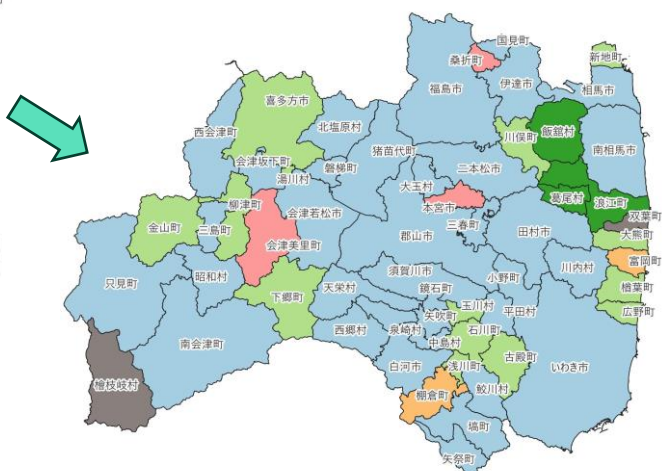 国見町
桑折町
新地町
伊達市
福島市
相馬市
喜多方市
西会津町
北塩原村
川俣町
飯舘村
猪苗代町
南相馬市
会津坂下町
磐梯町
湯川村
二本松市
大玉村
葛尾村
浪江町
柳津町
本宮市
双葉町
会津若松市
三春町
大熊町
金山町
三島町
郡山市
田村市
会津美里町
富岡町
川内村
須賀川市
昭和村
小野町
只見町
下郷町
天栄村
鏡石町
楢葉町
玉川村
平田村
広野町
矢吹町
石川町
西郷村
泉崎村
南会津町
中島村
古殿町
白河市
浅川町
いわき市
檜枝岐村
鮫川村
棚倉町
塙町
矢祭町